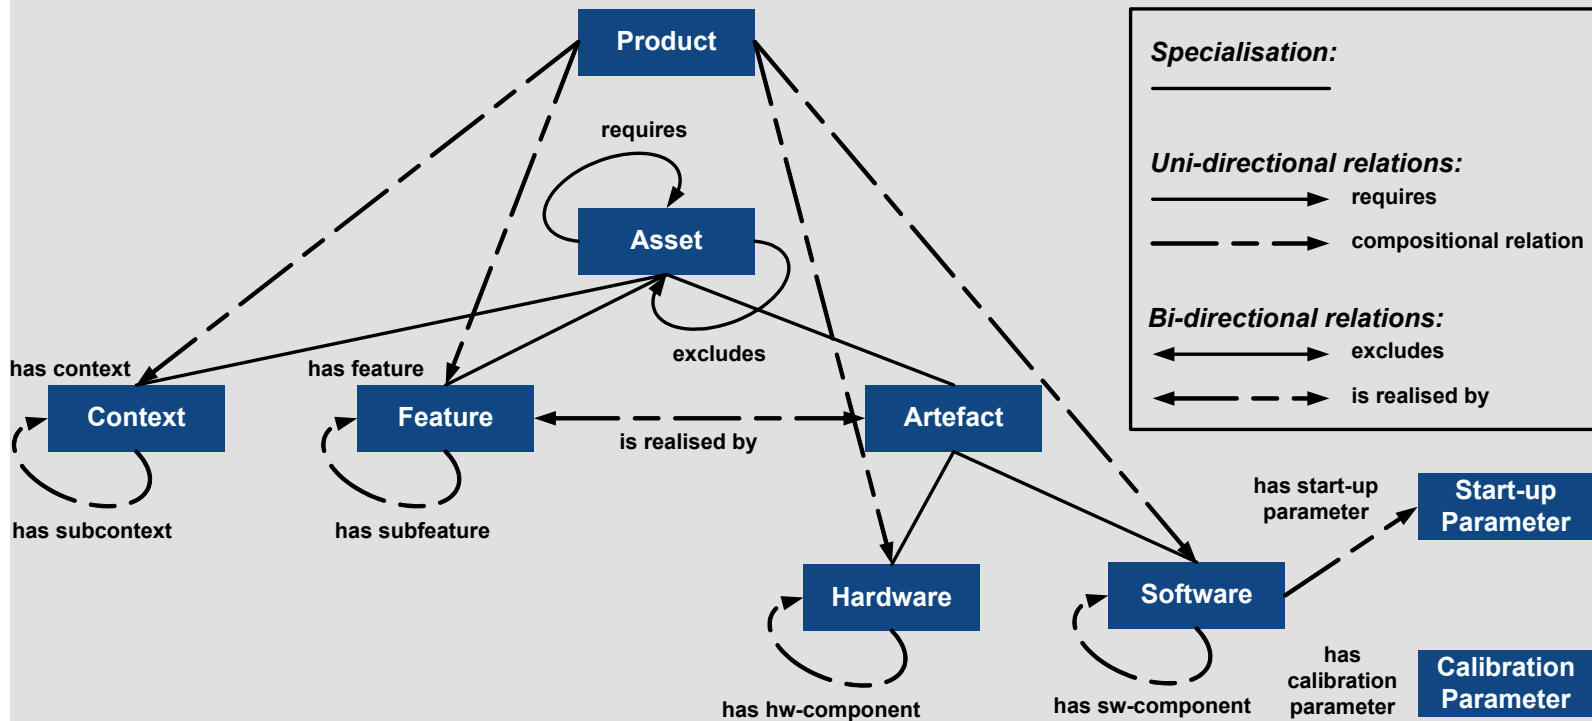 Product
Specialisation:
requires
Uni-directional relations:
requires
Asset
compositional relation
Bi-directional relations:
excludes
excludes
has context
has feature
is realised by
Context
Feature
Artefact
is realised by
has start-up
parameter
Start-up
Parameter
has subcontext
has subfeature
Hardware
Software
has
calibration
parameter
Calibration
Parameter
has hw-component
has sw-component